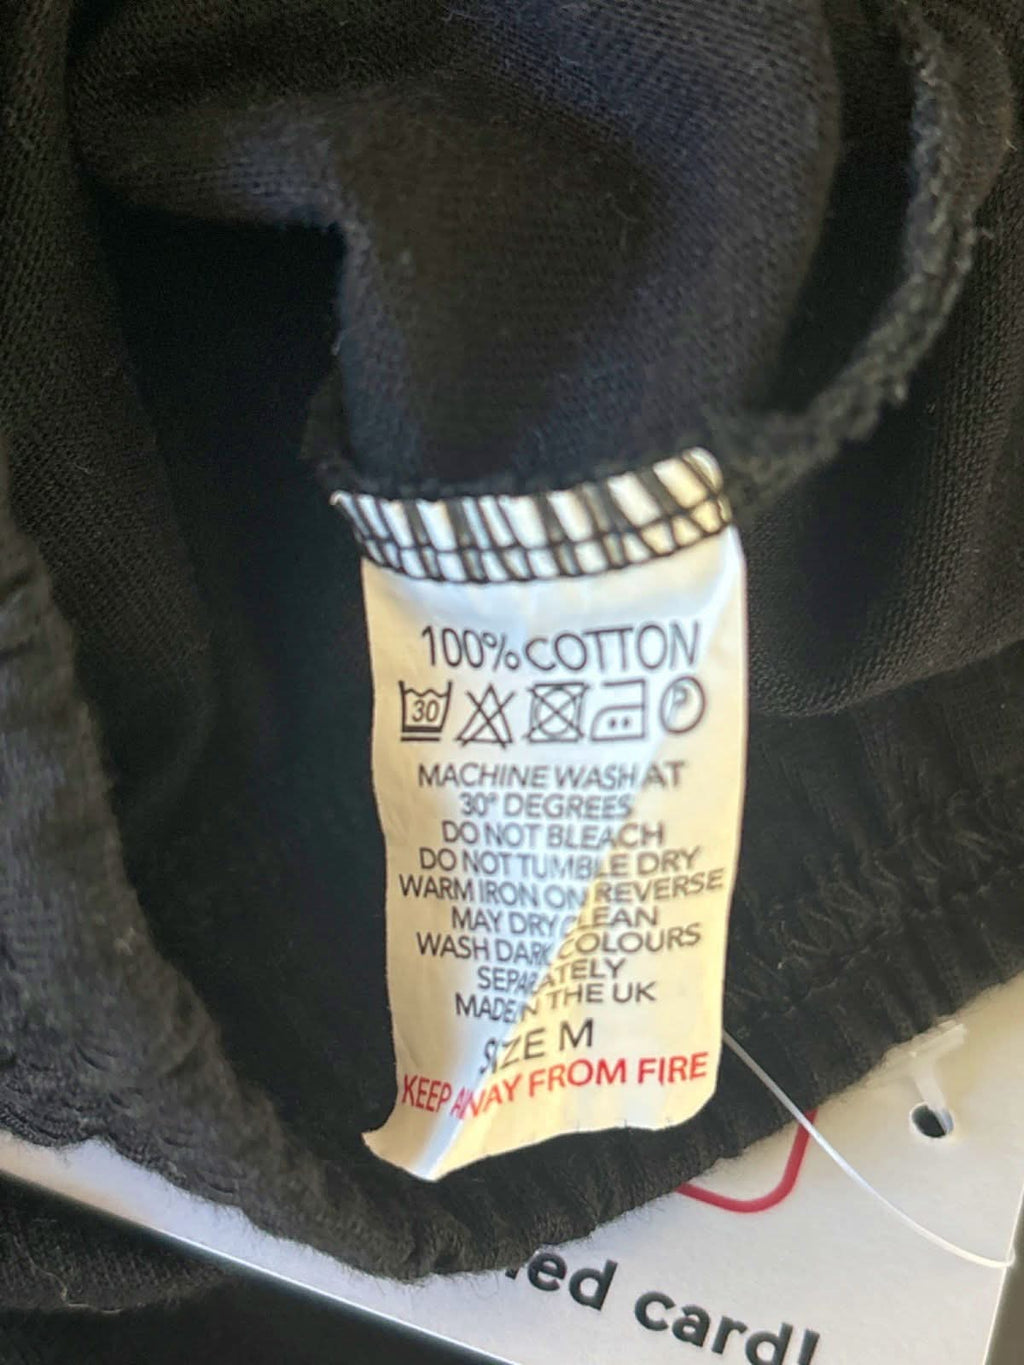 100% COTTON
30
MACHINE WASH AT
30° DEGREES
DO NOT BLEACH
DO NOT TUMBLE DRY
WARM IRON ON REVERSE
MAY DRY CLEAN
WASH DARK COLOURS
SEPARATELY
MADE IN THE UK
SIZE M
KEEP AWAY FROM FIRE
card!